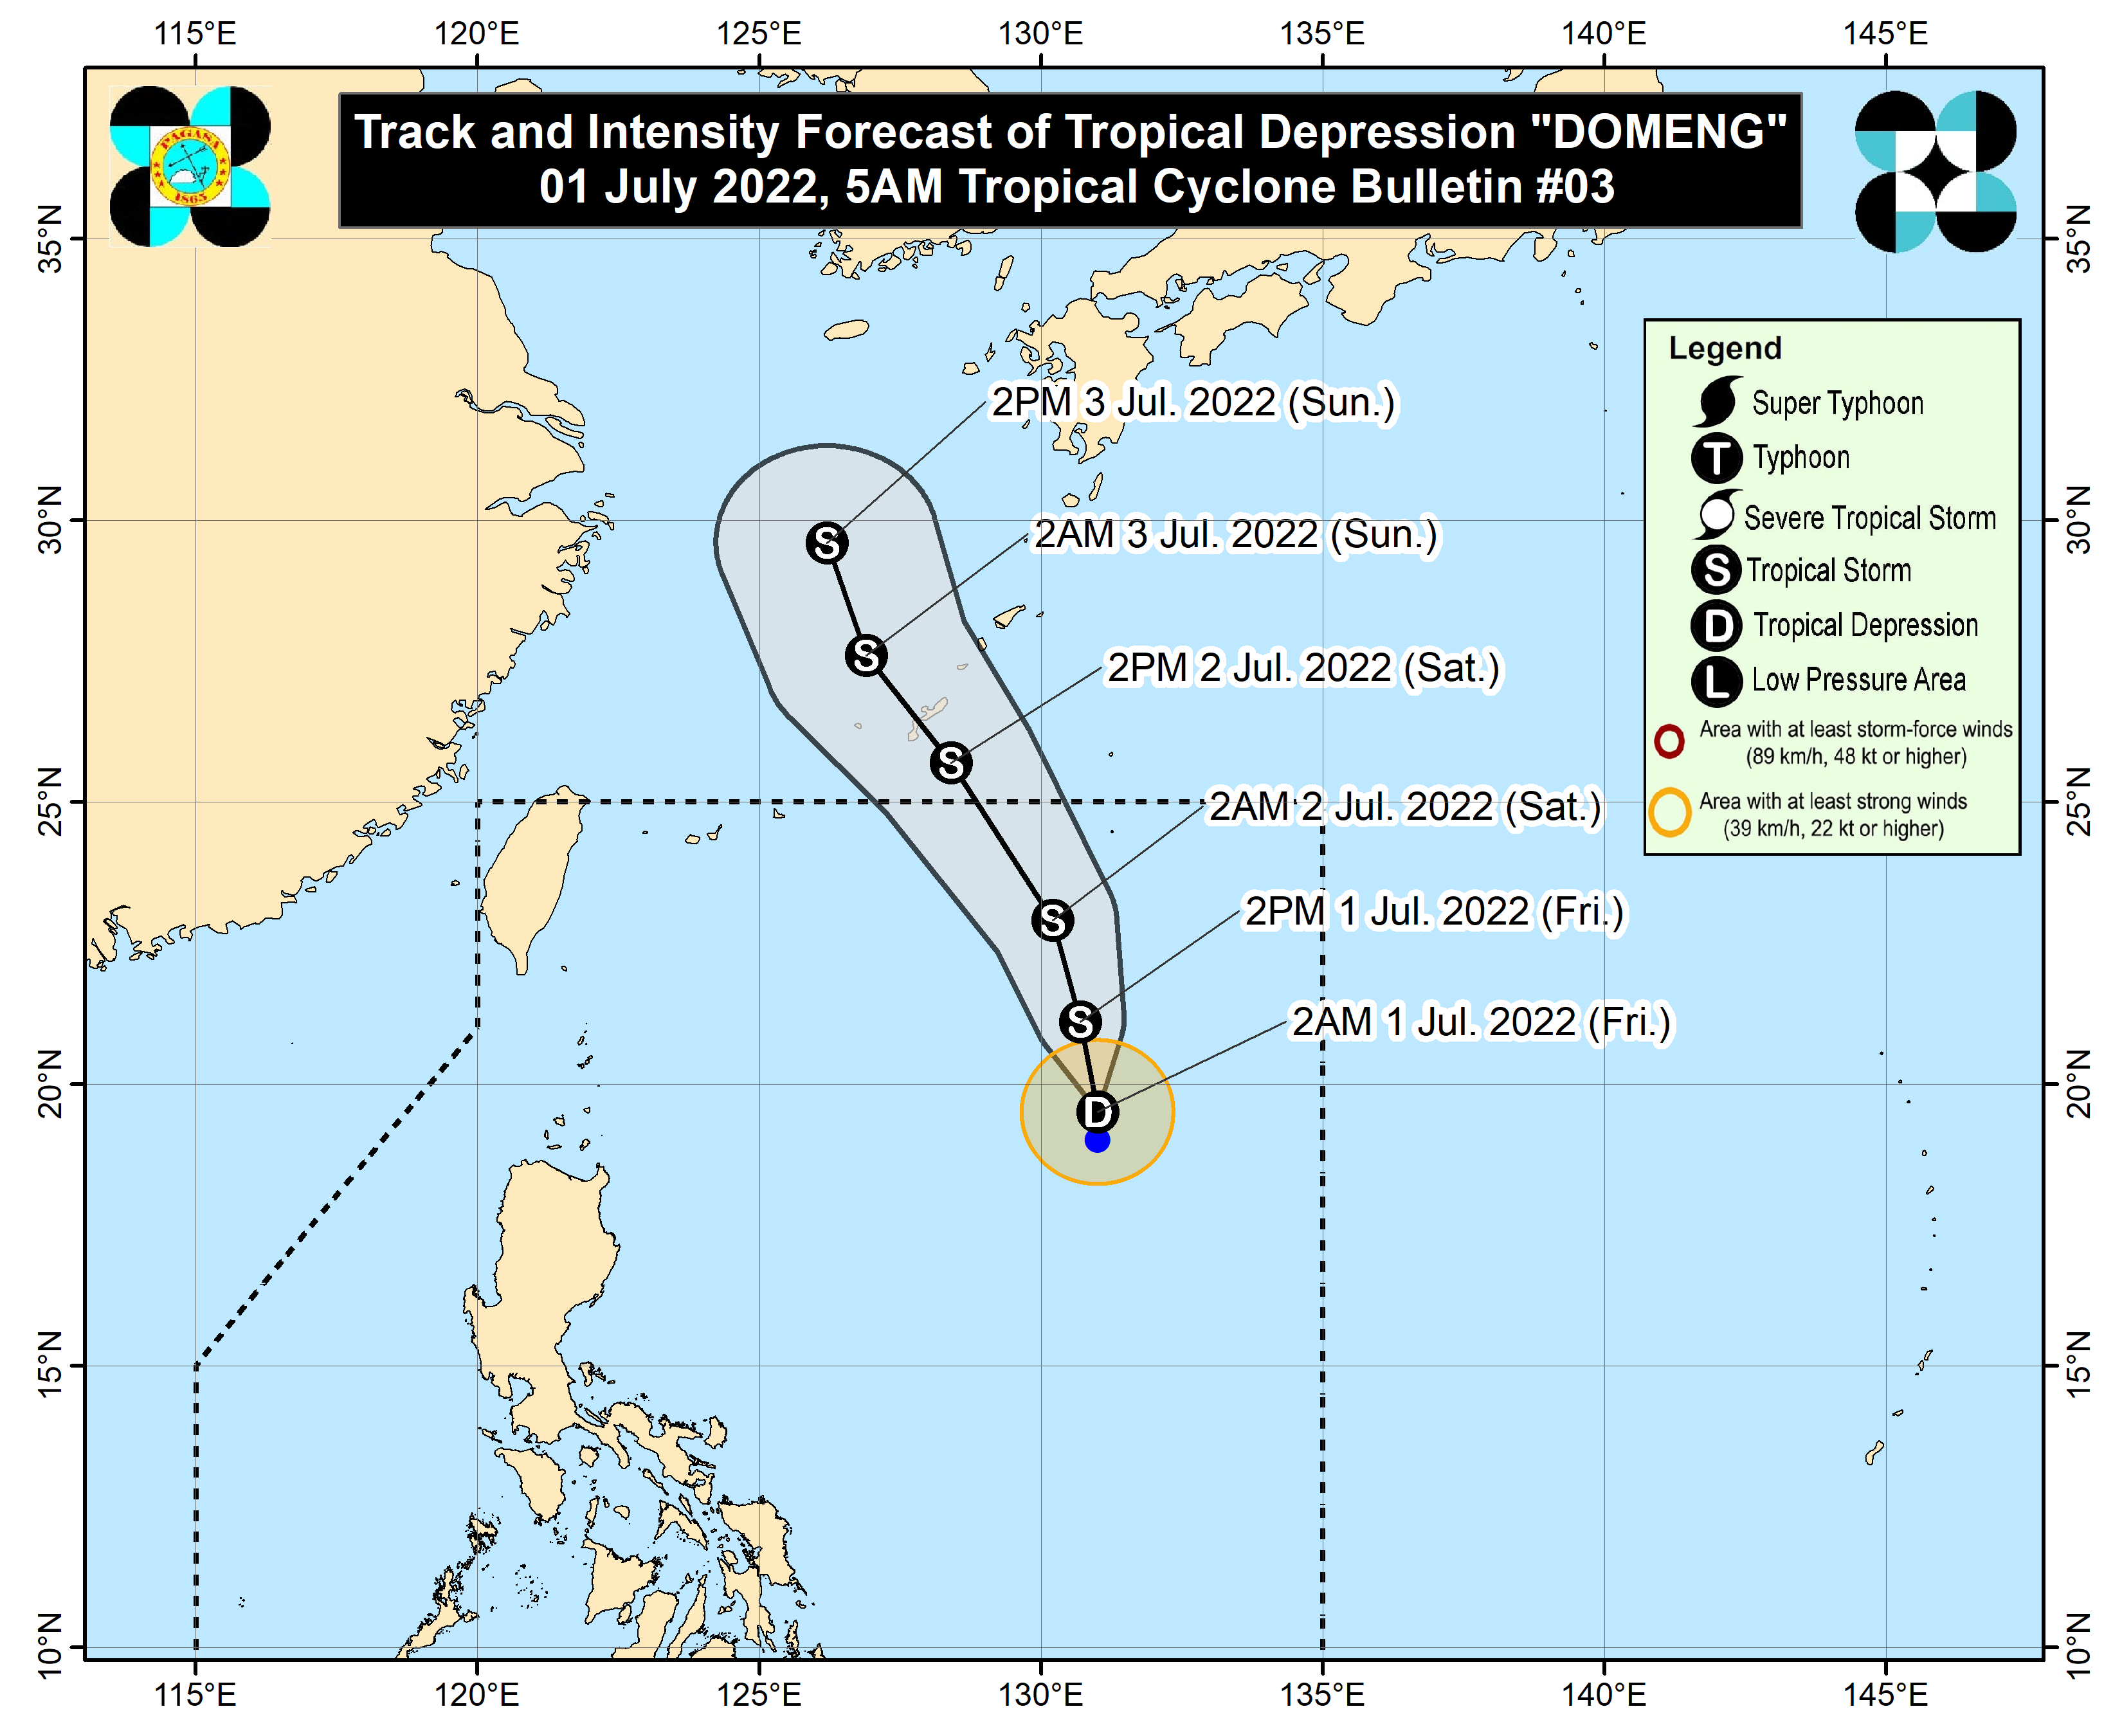 115°E 120°E 125°E 130°E 135°E 140°E 145°E
Track and Intensity Forecast of Tropical Depression "DOMENG"
01 July 2022, 5AM Tropical Cyclone Bulletin #03
PAGASA
1865
35°N 35°N
Legend
Super Typhoon
T Typhoon
Severe Tropical Storm
S Tropical Storm
D Tropical Depression
L Low Pressure Area
Area with at least storm-force winds
(89 km/h, 48 kt or higher)
Area with at least strong winds
(39 km/h, 22 kt or higher)
2PM 3 Jul. 2022 (Sun.)
30°N 30°N
S
2AM 3 Jul. 2022 (Sun.)
S
2PM 2 Jul. 2022 (Sat.)
S
25°N 25°N
2AM 2 Jul. 2022 (Sat.)
S
2PM 1 Jul. 2022 (Fri.)
S
2AM 1 Jul. 2022 (Fri.)
D
20°N 20°N
15°N 15°N
10°N 10°N
115°E 120°E 125°E 130°E 135°E 140°E 145°E